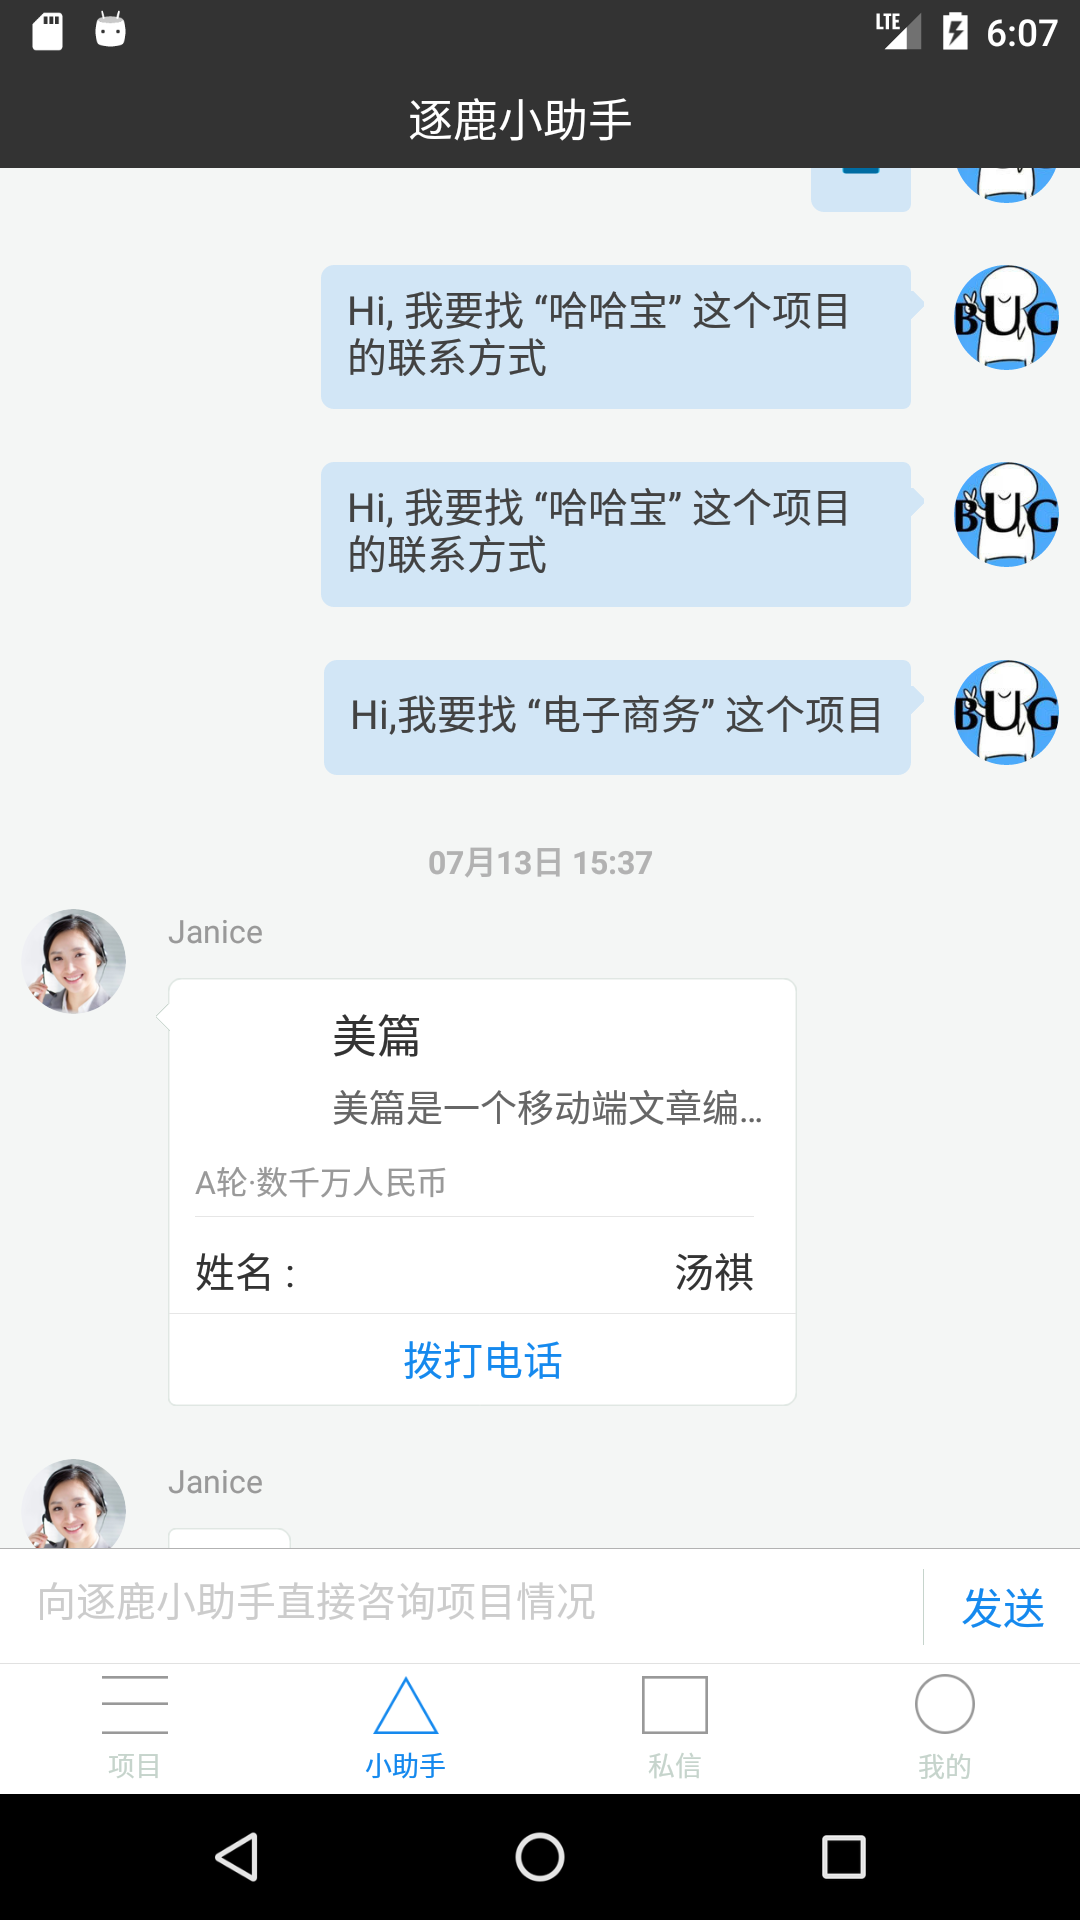 LTE 6:07
逐鹿小助手
Hi, 我要找 “哈哈宝” 这个项目
的联系方式
BUG
Hi, 我要找 “哈哈宝” 这个项目
的联系方式
BUG
Hi,我要找 “电子商务” 这个项目
BUG
07月13日 15:37
Janice
美篇
美篇是一个移动端文章编...
A轮·数千万人民币
姓名 :
汤祺
拨打电话
Janice
向逐鹿小助手直接咨询项目情况
发送
项目
小助手
私信
我的